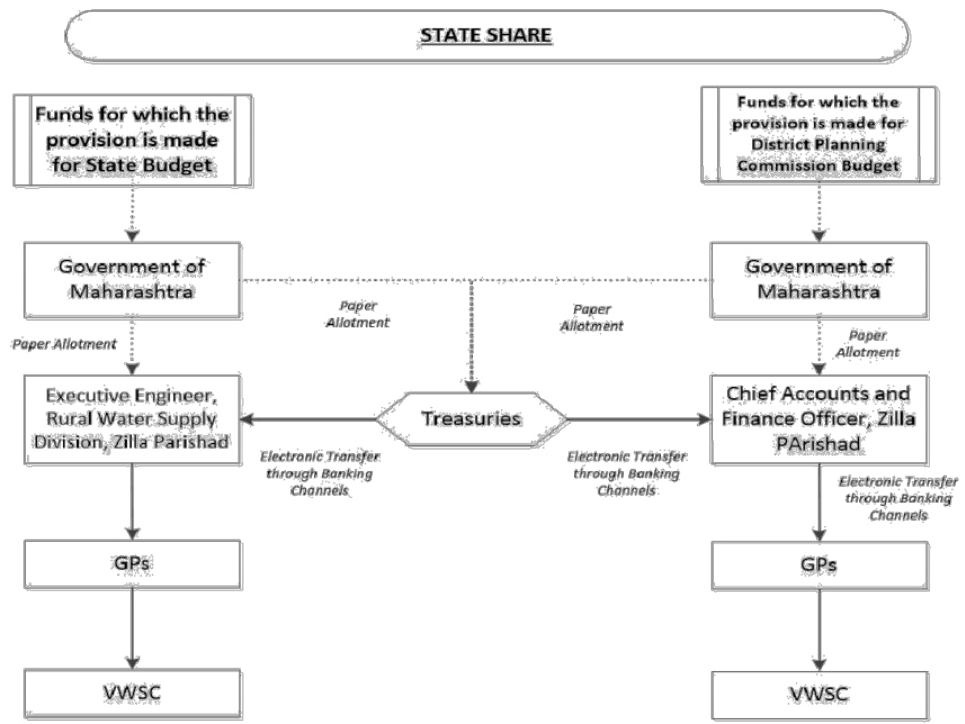 STATE SHARE
Funds for which the
provision is made
for State Budget
Funds for which the
provision is made for
District Planning
Commission Budget
Government of
Maharashtra
Government of
Maharashtra
Paper
Allotment
Paper
Allotment
Paper Allotment
Paper
Allotment
Executive Engineer,
Rural Water Supply
Division, Zilla Parishad
Treasuries
Chief Accounts and
Finance Officer, Zilla
PArishad
Electronic Transfer
through Banking
Channels
Electronic Transfer
through Banking
Channels
Electronic Transfer
through Banking
Channels
GPs
GPs
VWSC
VWSC